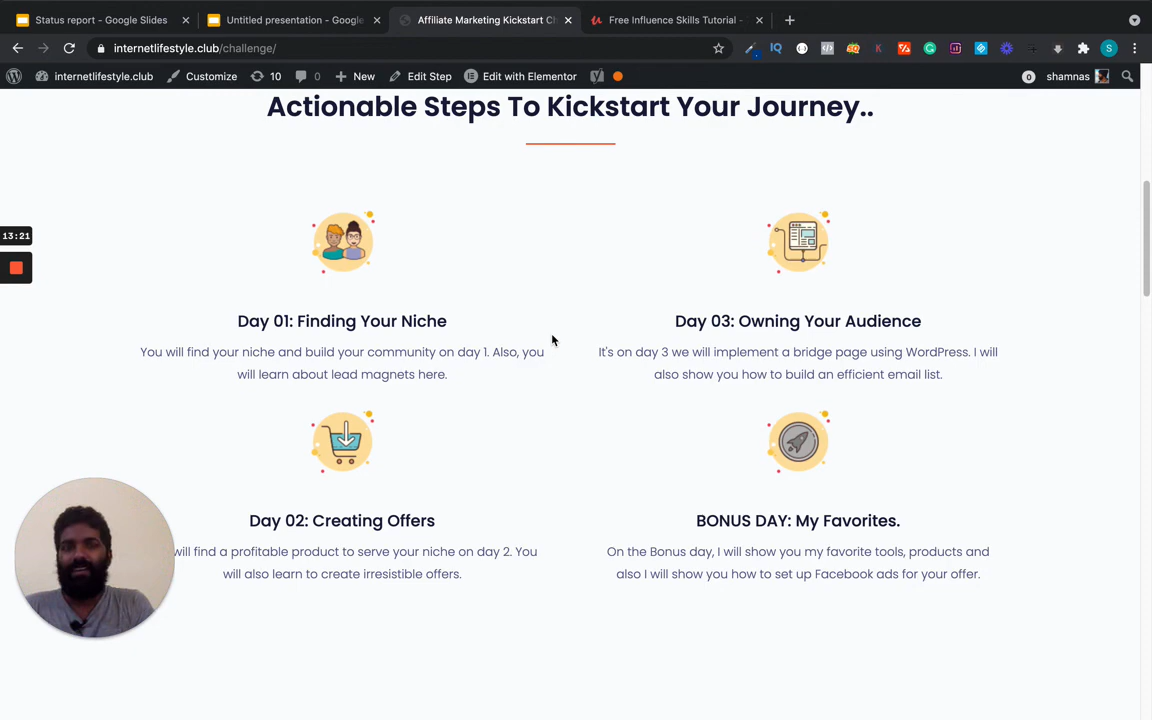 Status report - Google Slides
Untitled presentation - Google
Affiliate Marketing Kickstart Ch
Free Influence Skills Tutorial -
internetlifestyle.club/challenge/
internetlifestyle.club
Customize
10
0
New
Edit Step
Edit with Elementor
0
shamnas
Actionable Steps To Kickstart Your Journey..
13:21
Day 01: Finding Your Niche
You will find your niche and build your community on day 1. Also, you
will learn about lead magnets here.
Day 03: Owning Your Audience
It's on day 3 we will implement a bridge page using WordPress. I will
also show you how to build an efficient email list.
Day 02: Creating Offers
will find a profitable product to serve your niche on day 2. You
will also learn to create irresistible offers.
BONUS DAY: My Favorites.
On the Bonus day, I will show you my favorite tools, products and
also I will show you how to set up Facebook ads for your offer.